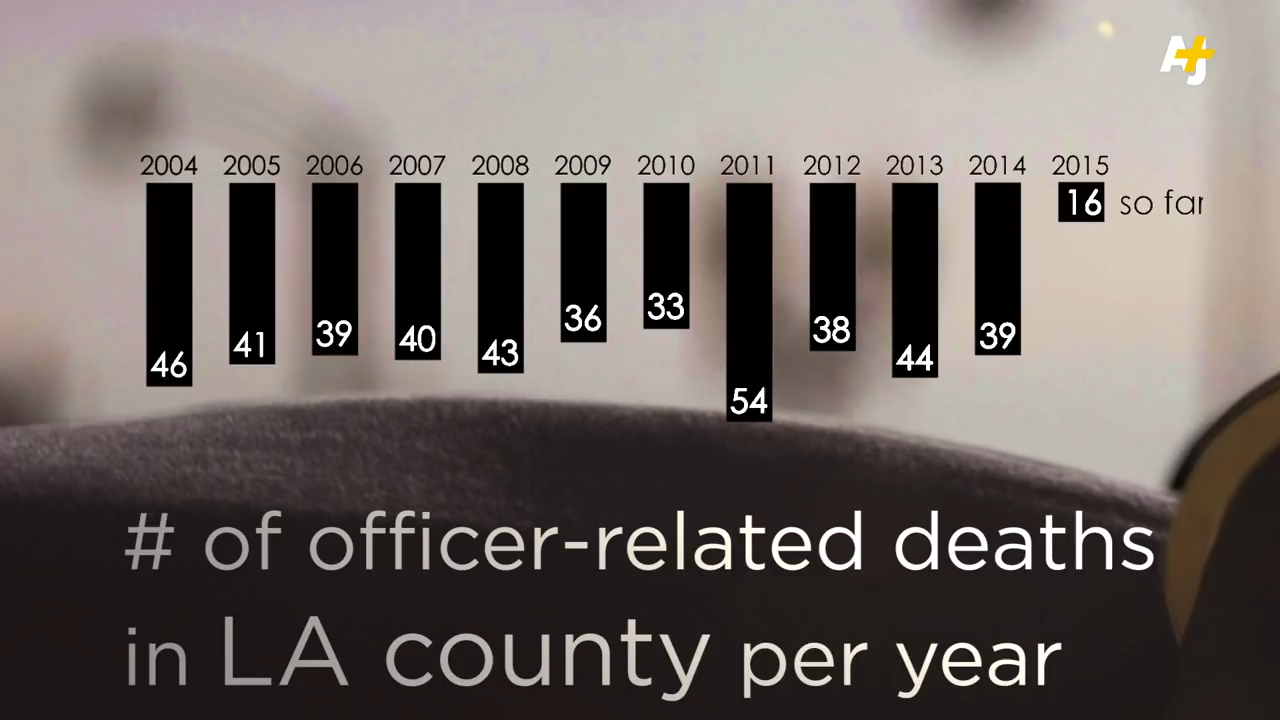 AJ+
2004 2005 2006 2007 2008 2009 2010 2011 2012 2013 2014 2015
46 41 39 40 43 36 33 54 38 44 39 16 so far
# of officer-related deaths
in LA county per year